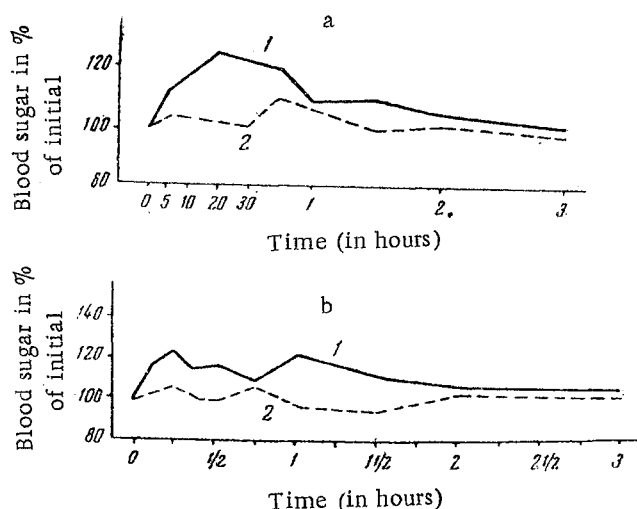 a
Blood sugar in %
of initial
120
100
80
1
2
0 5 10 20 30 1 2. 3
Time (in hours)
b
Blood sugar in %
of initial
140
120
100
80
1
2
0 1/2 1 1 1/2 2 2 1/2 3
Time (in hours)